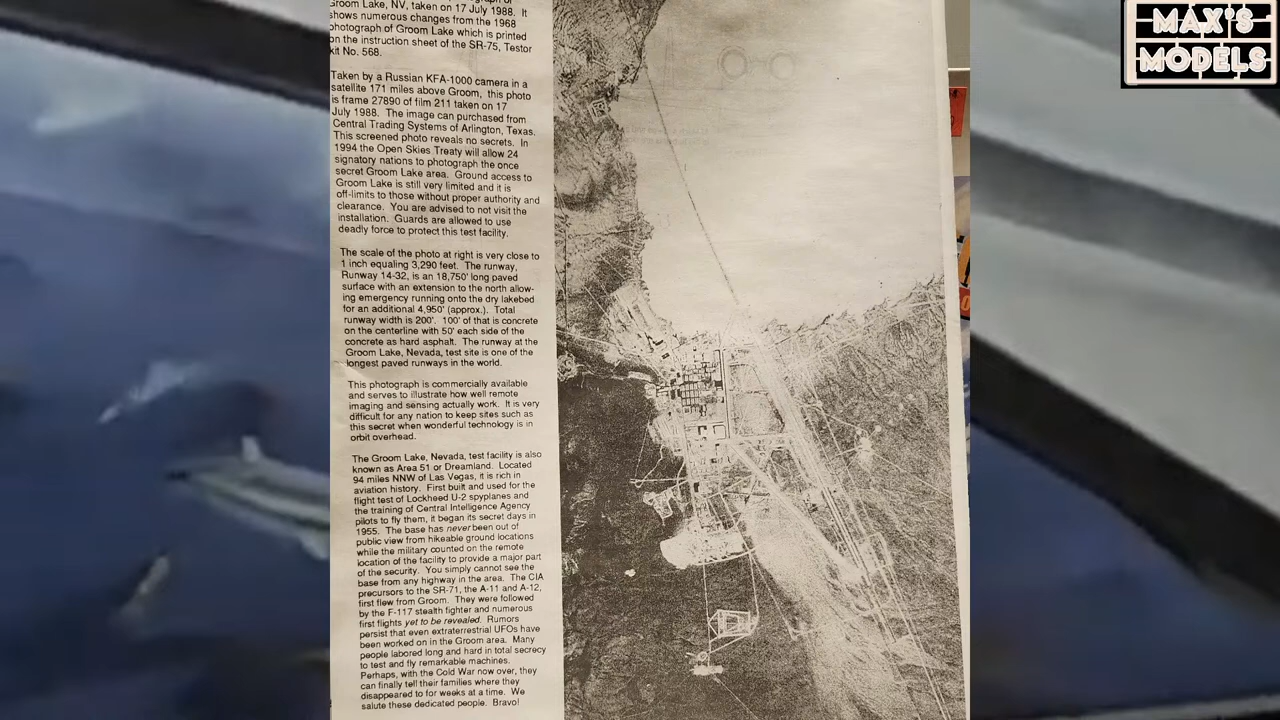 Groom Lake, NV, taken on 17 July 1988. It
shows numerous changes from the 1968
photograph of Groom Lake which is printed
on the instruction sheet of the SR-75, Testor
kit No. 568.
Taken by a Russian KFA-1000 camera in a
satellite 171 miles above Groom, this photo
is frame 27890 of film 211 taken on 17
July 1988. The image can purchased from
Central Trading Systems of Arlington, Texas.
This screened photo reveals no secrets. In
1994 the Open Skies Treaty will allow 24
signatory nations to photograph the once
secret Groom Lake area. Ground access to
Groom Lake is still very limited and it is
off-limits to those without proper authority and
clearance. You are advised to not visit the
installation. Guards are allowed to use
deadly force to protect this test facility.
The scale of the photo at right is very close to
1 inch equaling 3,290 feet. The runway,
Runway 14-32, is an 18,750' long paved
surface with an extension to the north allow-
ing emergency running onto the dry lakebed
for an additional 4,950' (approx.). Total
runway width is 200'. 100' of that is concrete
on the centerline with 50' each side of the
concrete as hard asphalt. The runway at the
Groom Lake, Nevada, test site is one of the
longest paved runways in the world.
This photograph is commercially available
and serves to illustrate how well remote
imaging and sensing actually work. It is very
difficult for any nation to keep sites such as
this secret when wonderful technology is in
orbit overhead.
The Groom Lake, Nevada, test facility is also
known as Area 51 or Dreamland. Located
94 miles NNW of Las Vegas, it is rich in
aviation history. First built and used for the
flight test of Lockheed U-2 spyplanes and
the training of Central Intelligence Agency
pilots to fly them, it began its secret days in
1955. The base has never been out of
public view from hikeable ground locations
while the military counted on the remote
location of the facility to provide a major part
of the security. You simply cannot see the
base from any highway in the area. The CIA
precursors to the SR-71, the A-11 and A-12,
first flew from Groom. They were followed
by the F-117 stealth fighter and numerous
first flights yet to be revealed. Rumors
persist that even extraterrestrial UFOs have
been worked on in the Groom area. Many
people labored long and hard in total secrecy
to test and fly remarkable machines.
Perhaps, with the Cold War now over, they
can finally tell their families where they
disappeared to for weeks at a time. We
salute these dedicated people. Bravo!
MAX'S
MODELS